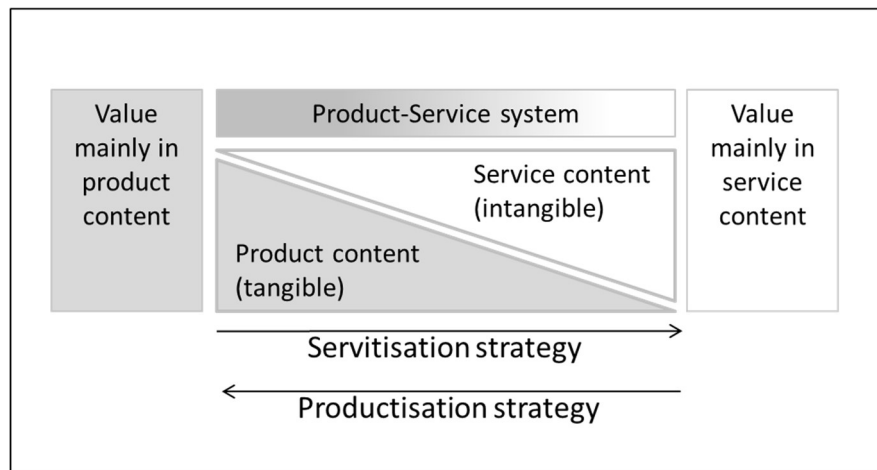 Value
mainly in
product
content
Product-Service system
Service content
(intangible)
Product content
(tangible)
Value
mainly in
service
content
Servitisation strategy
Productisation strategy